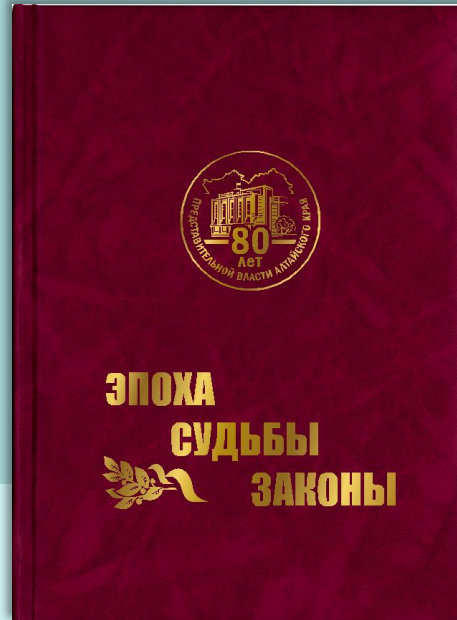 80
ЛЕТ
ПРЕДСТАВИТЕЛЬНОЙ ВЛАСТИ АЛТАЙСКОГО КРАЯ
ЭПОХА
СУДЬБЫ
ЗАКОНЫ